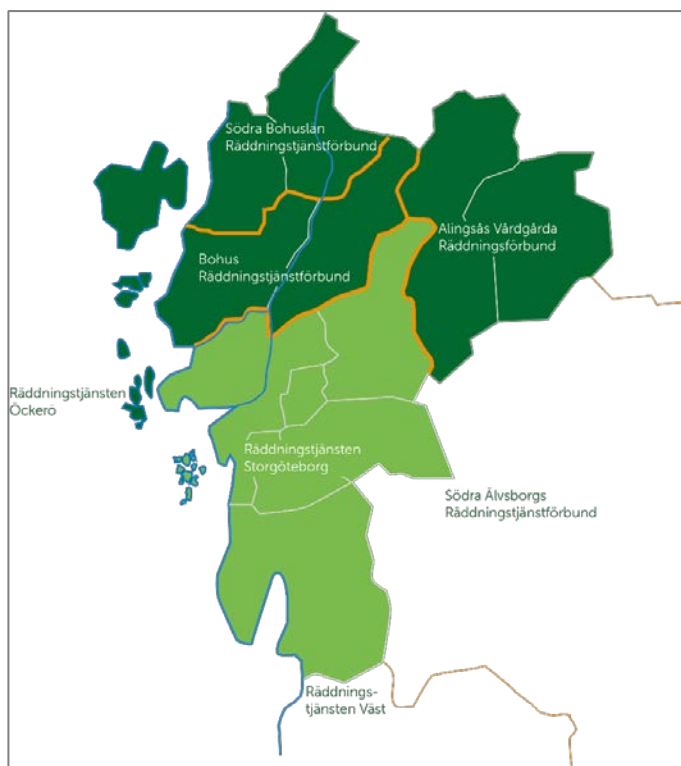 Södra Bohuslän
Räddningstjänstförbund
Alingsås Vårdgårda
Räddningsförbund
Bohus
Räddningstjänstförbund
Räddningstjänsten
Öckerö
Räddningstjänsten
Storgöteborg
Södra Älvsborgs
Räddningstjänstförbund
Räddnings-
tjänsten Väst